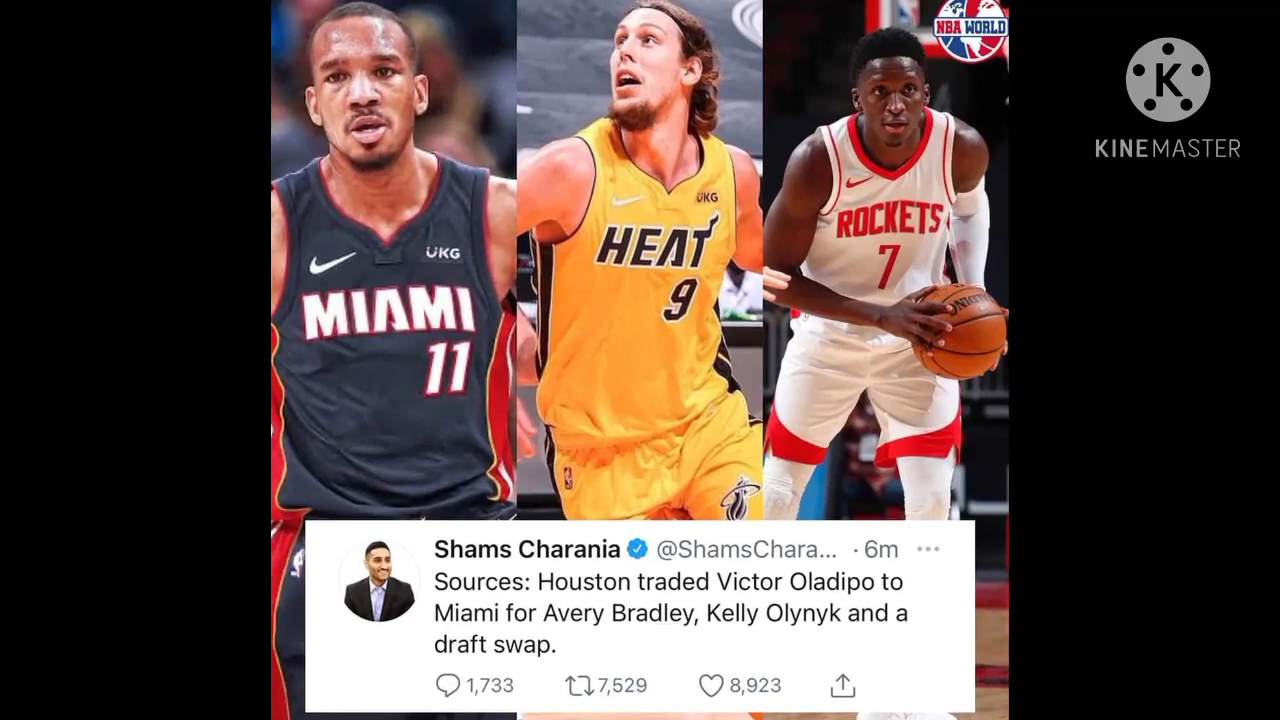 NBA WORLD
K
KINEMASTER
UKG
MIAMI
11
UKG
HEAT
9
ROCKETS
7
Shams Charania @ShamsChara... · 6m
Sources: Houston traded Victor Oladipo to
Miami for Avery Bradley, Kelly Olynyk and a
draft swap.
1,733 7,529 8,923